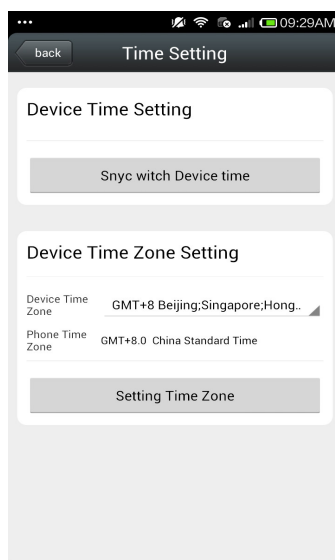 09:29AM
back
Time Setting
Device Time Setting
Snyc witch Device time
Device Time Zone Setting
Device Time
Zone
GMT+8 Beijing;Singapore;Hong..
Phone Time
Zone
GMT+8.0 China Standard Time
Setting Time Zone